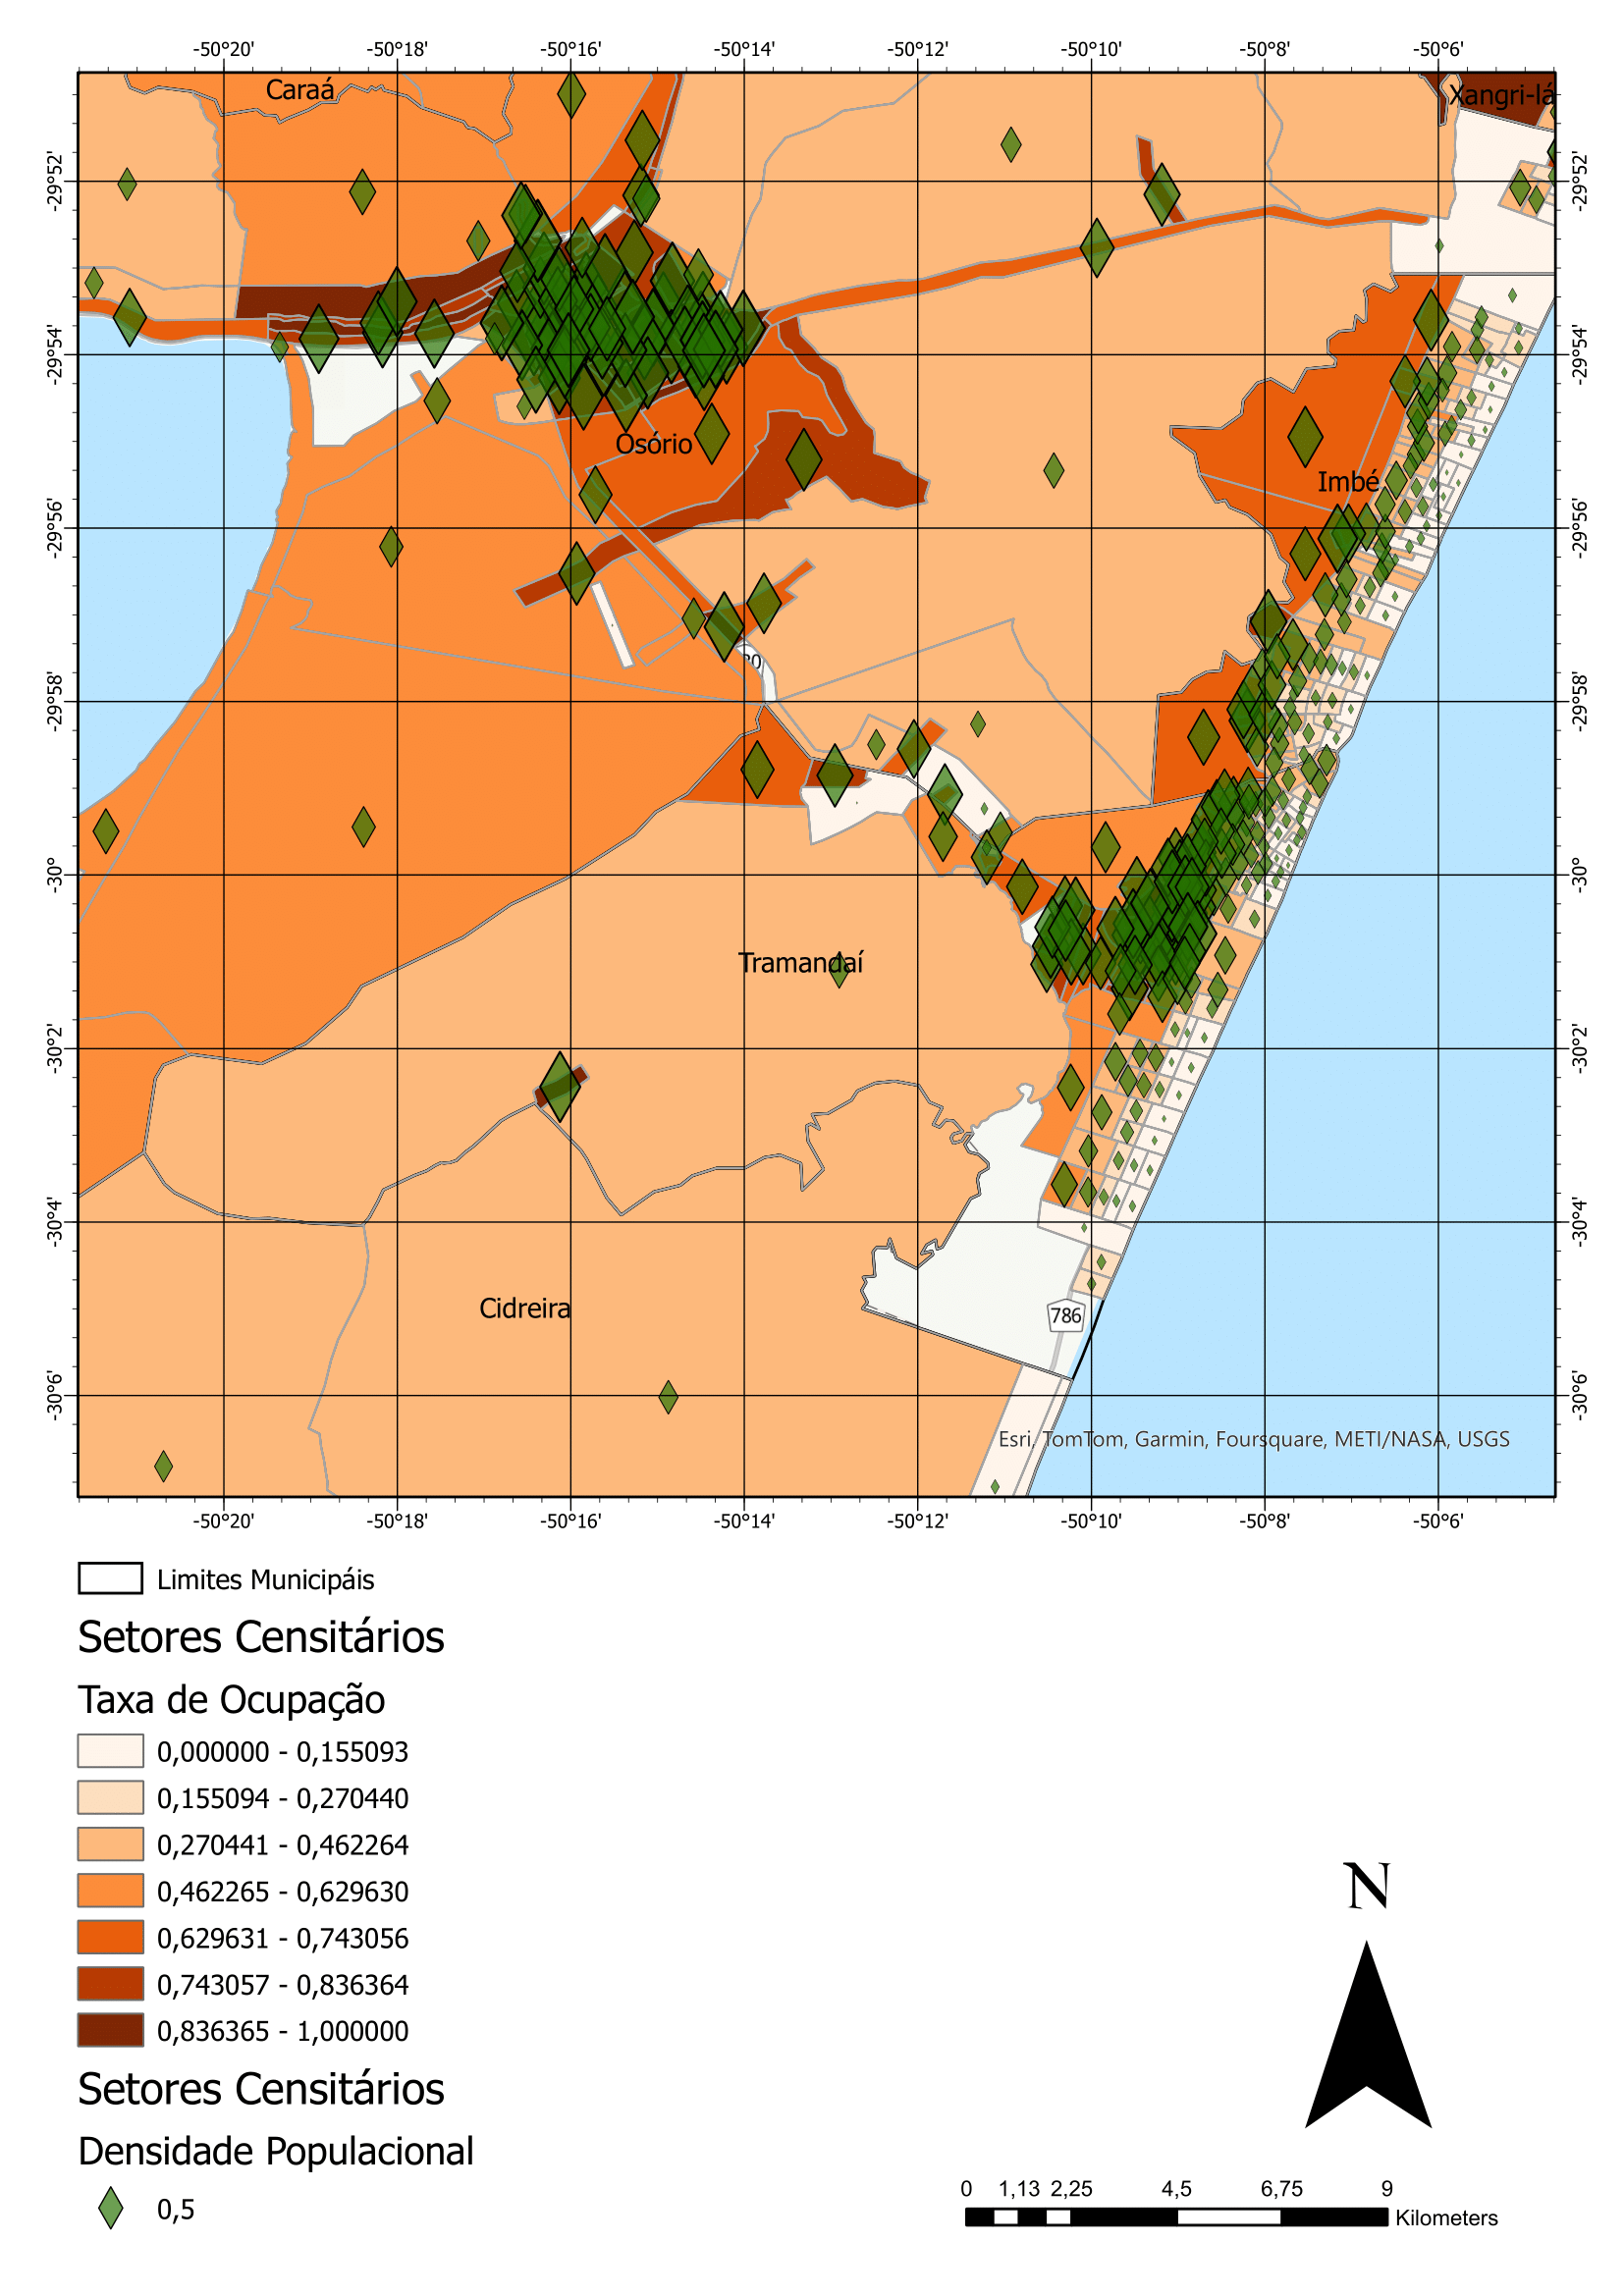 -50°20' -50°18' -50°16' -50°14' -50°12' -50°10' -50°8' -50°6'
Caraá
Xangri-lá
-29°52' -29°52'
-29°54' -29°54'
Osório
Imbé
-29°56' -29°56'
-29°58' -29°58'
-30° -30°
Tramandaí
-30°2' -30°2'
-30°4' -30°4'
Cidreira
786
-30°6' -30°6'
Esri, TomTom, Garmin, Foursquare, METI/NASA, USGS
-50°20' -50°18' -50°16' -50°14' -50°12' -50°10' -50°8' -50°6'
Limites Municipáis
Setores Censitários
Taxa de Ocupação
0,000000 - 0,155093
0,155094 - 0,270440
0,270441 - 0,462264
0,462265 - 0,629630
0,629631 - 0,743056
0,743057 - 0,836364
0,836365 - 1,000000
Setores Censitários
Densidade Populacional
0,5
N
0 1,13 2,25 4,5 6,75 9
Kilometers